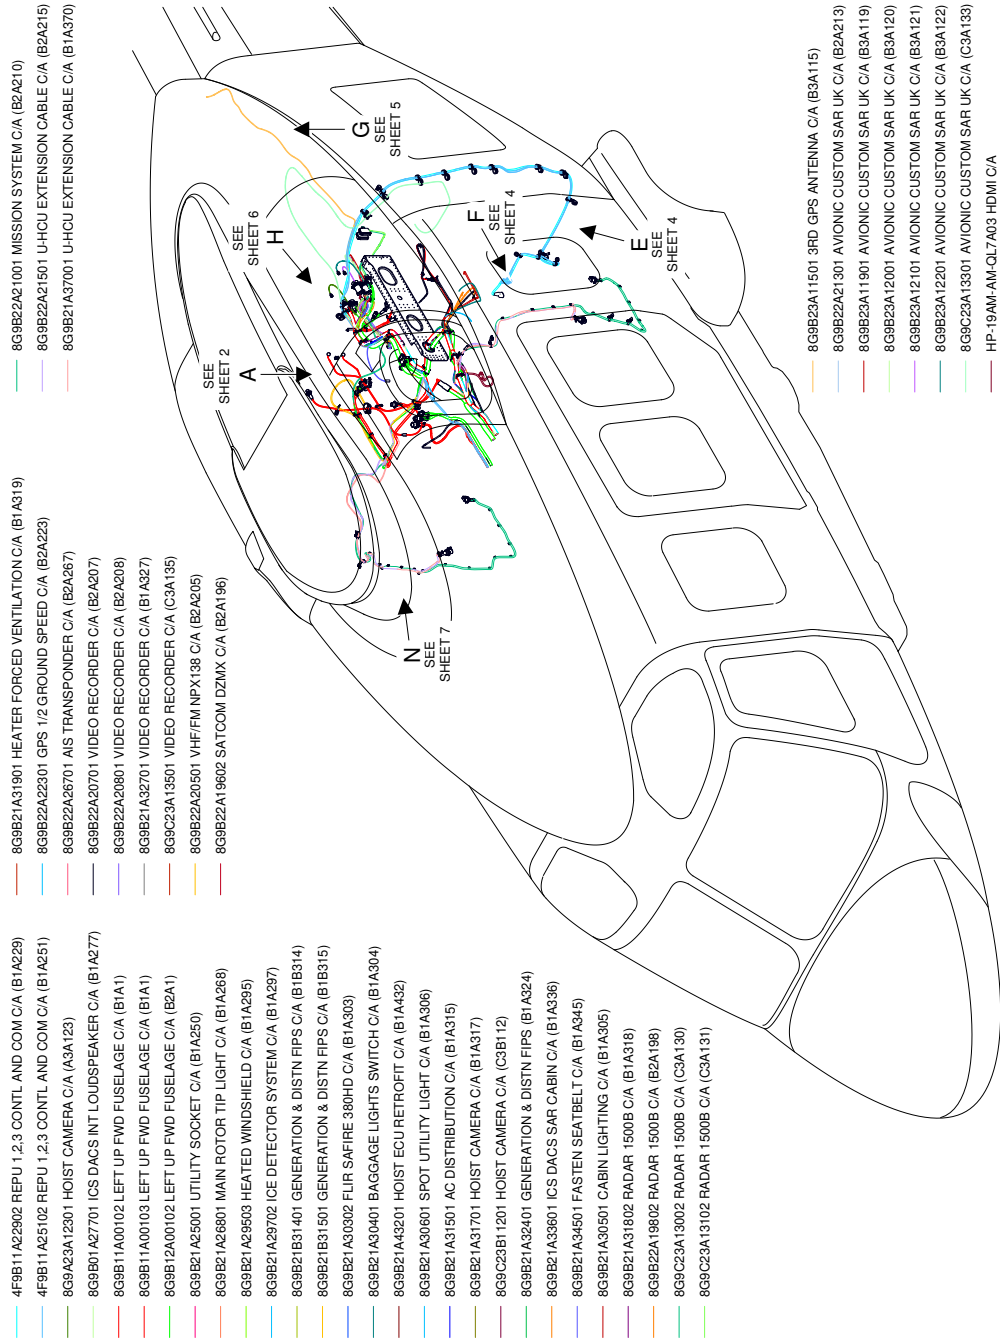 4F9B11A22902 REPU 1,2,3 CONTL AND COM C/A (B1A229)
4F9B11A25102 REPU 1,2,3 CONTL AND COM C/A (B1A251)
8G9A23A12301 HOIST CAMERA C/A (A3A123)
8G9B01A27701 ICS DACS INT LOUDSPEAKER C/A (B1A277)
8G9B11A00102 LEFT UP FWD FUSELAGE C/A (B1A1)
8G9B11A00103 LEFT UP FWD FUSELAGE C/A (B1A1)
8G9B12A00102 LEFT UP FWD FUSELAGE C/A (B2A1)
8G9B21A25001 UTILITY SOCKET C/A (B1A250)
8G9B21A26801 MAIN ROTOR TIP LIGHT C/A (B1A268)
8G9B21A29503 HEATED WINDSHIELD C/A (B1A295)
8G9B21A29702 ICE DETECTOR SYSTEM C/A (B1A297)
8G9B21B31401 GENERATION & DISTN FIPS C/A (B1B314)
8G9B21B31501 GENERATION & DISTN FIPS C/A (B1B315)
8G9B21A30302 FLIR SAFIRE 380HD C/A (B1A303)
8G9B21A30401 BAGGAGE LIGHTS SWITCH C/A (B1A304)
8G9B21A43201 HOIST ECU RETROFIT C/A (B1A432)
8G9B21A30601 SPOT UTILITY LIGHT C/A (B1A306)
8G9B21A31501 AC DISTRIBUTION C/A (B1A315)
8G9B21A31701 HOIST CAMERA C/A (B1A317)
8G9C23B11201 HOIST CAMERA C/A (C3B112)
8G9B21A32401 GENERATION & DISTN FIPS (B1A324)
8G9B21A33601 ICS DACS SAR CABIN C/A (B1A336)
8G9B21A34501 FASTEN SEATBELT C/A (B1A345)
8G9B21A30501 CABIN LIGHTING C/A (B1A305)
8G9B21A31802 RADAR 1500B C/A (B1A318)
8G9B22A19802 RADAR 1500B C/A (B2A198)
8G9C23A13002 RADAR 1500B C/A (C3A130)
8G9C23A13102 RADAR 1500B C/A (C3A131)
8G9B21A31901 HEATER FORCED VENTILATION C/A (B1A319)
8G9B22A22301 GPS 1/2 GROUND SPEED C/A (B2A223)
8G9B22A26701 AIS TRANSPONDER C/A (B2A267)
8G9B22A20701 VIDEO RECORDER C/A (B2A207)
8G9B22A20801 VIDEO RECORDER C/A (B2A208)
8G9B21A32701 VIDEO RECORDER C/A (B1A327)
8G9C23A13501 VIDEO RECORDER C/A (C3A135)
8G9B22A20501 VHF/FM NPX138 C/A (B2A205)
8G9B22A19602 SATCOM DZMX C/A (B2A196)
8G9B22A21001 MISSION SYSTEM C/A (B2A210)
8G9B22A21501 U-HCU EXTENSION CABLE C/A (B2A215)
8G9B21A37001 U-HCU EXTENSION CABLE C/A (B1A370)
N
SEE
SHEET 7
SEE
SHEET 2
A
SEE
SHEET 6
H
G
SEE
SHEET 5
F
SEE
SHEET 4
E
SEE
SHEET 4
8G9B23A11501 3RD GPS ANTENNA C/A (B3A115)
8G9B22A21301 AVIONIC CUSTOM SAR UK C/A (B2A213)
8G9B23A11901 AVIONIC CUSTOM SAR UK C/A (B3A119)
8G9B23A12001 AVIONIC CUSTOM SAR UK C/A (B3A120)
8G9B23A12101 AVIONIC CUSTOM SAR UK C/A (B3A121)
8G9B23A12201 AVIONIC CUSTOM SAR UK C/A (B3A122)
8G9C23A13301 AVIONIC CUSTOM SAR UK C/A (C3A133)
HP-19AM-AM-QL7A03 HDMI C/A